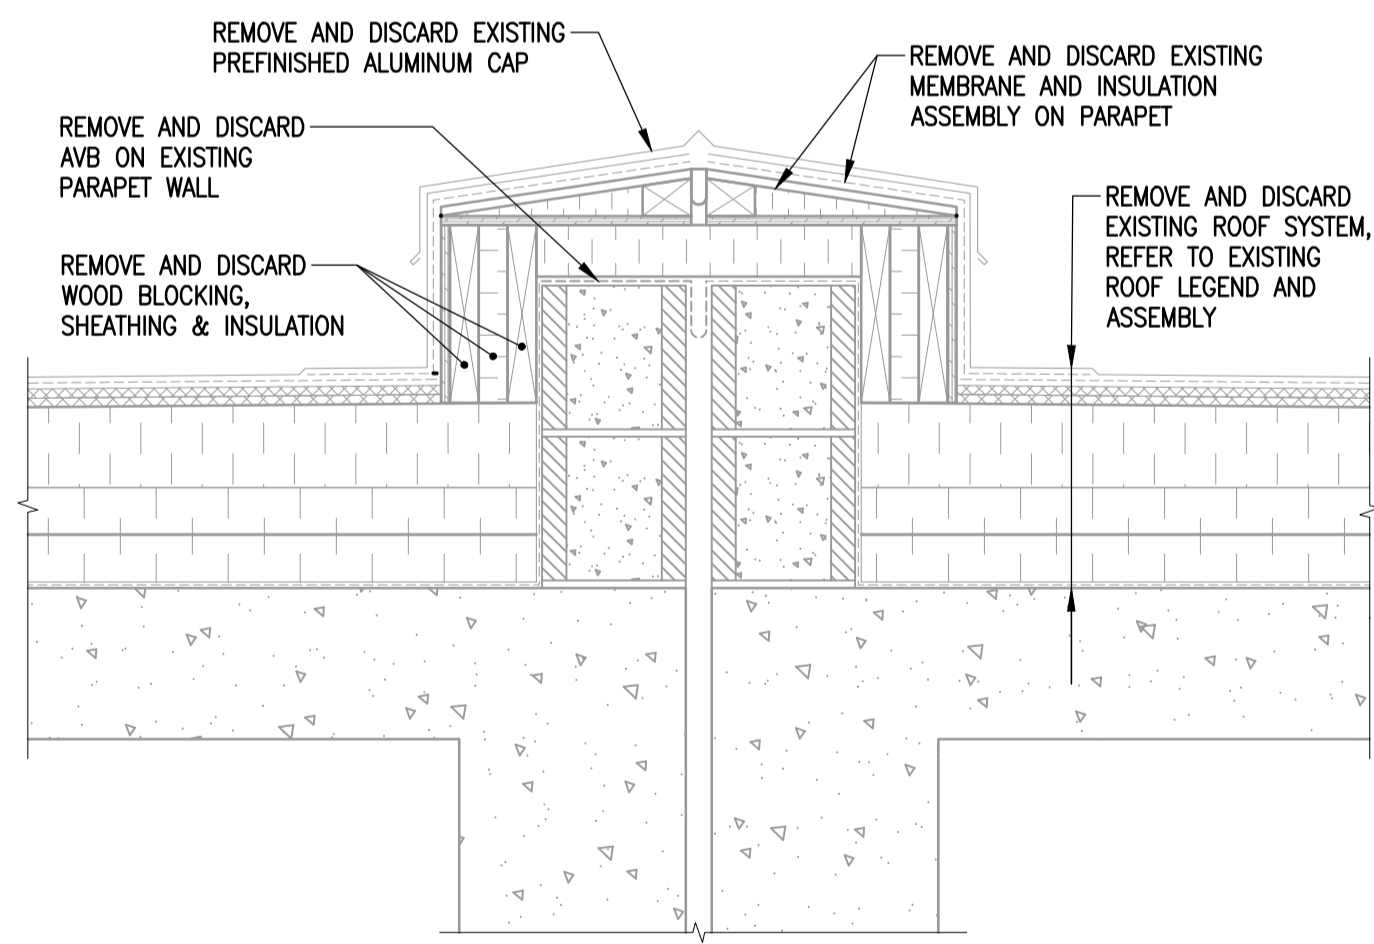 REMOVE AND DISCARD EXISTING
PREFINISHED ALUMINUM CAP
REMOVE AND DISCARD EXISTING
MEMBRANE AND INSULATION
ASSEMBLY ON PARAPET
REMOVE AND DISCARD
AVB ON EXISTING
PARAPET WALL
REMOVE AND DISCARD
EXISTING ROOF SYSTEM,
REFER TO EXISTING
ROOF LEGEND AND
ASSEMBLY
REMOVE AND DISCARD
WOOD BLOCKING,
SHEATHING & INSULATION